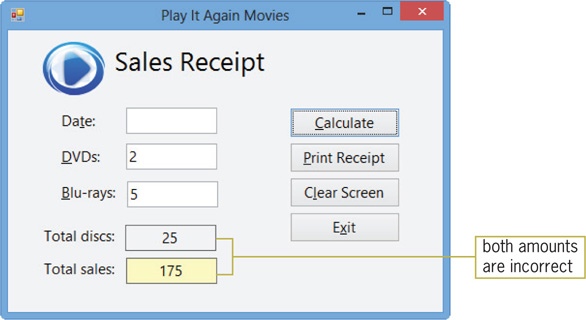 Play It Again Movies
Sales Receipt
Date:
Calculate
DVDs: 2
Print Receipt
Blu-rays: 5
Clear Screen
Exit
Total discs: 25
Total sales: 175
both amounts
are incorrect